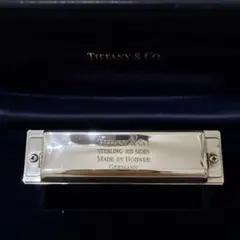 TIFFANY & CO.
TIFFANY & CO.
STERLING 925 SIDES
MADE BY HOHNER
GERMANY